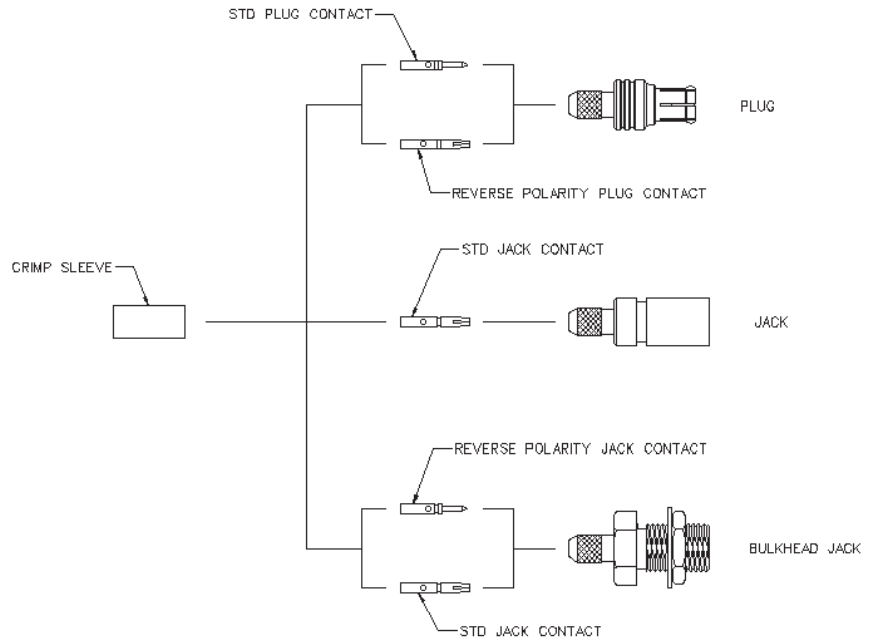 STD PLUG CONTACT
PLUG
REVERSE POLARITY PLUG CONTACT
STD JACK CONTACT
CRIMP SLEEVE
JACK
REVERSE POLARITY JACK CONTACT
BULKHEAD JACK
STD JACK CONTACT